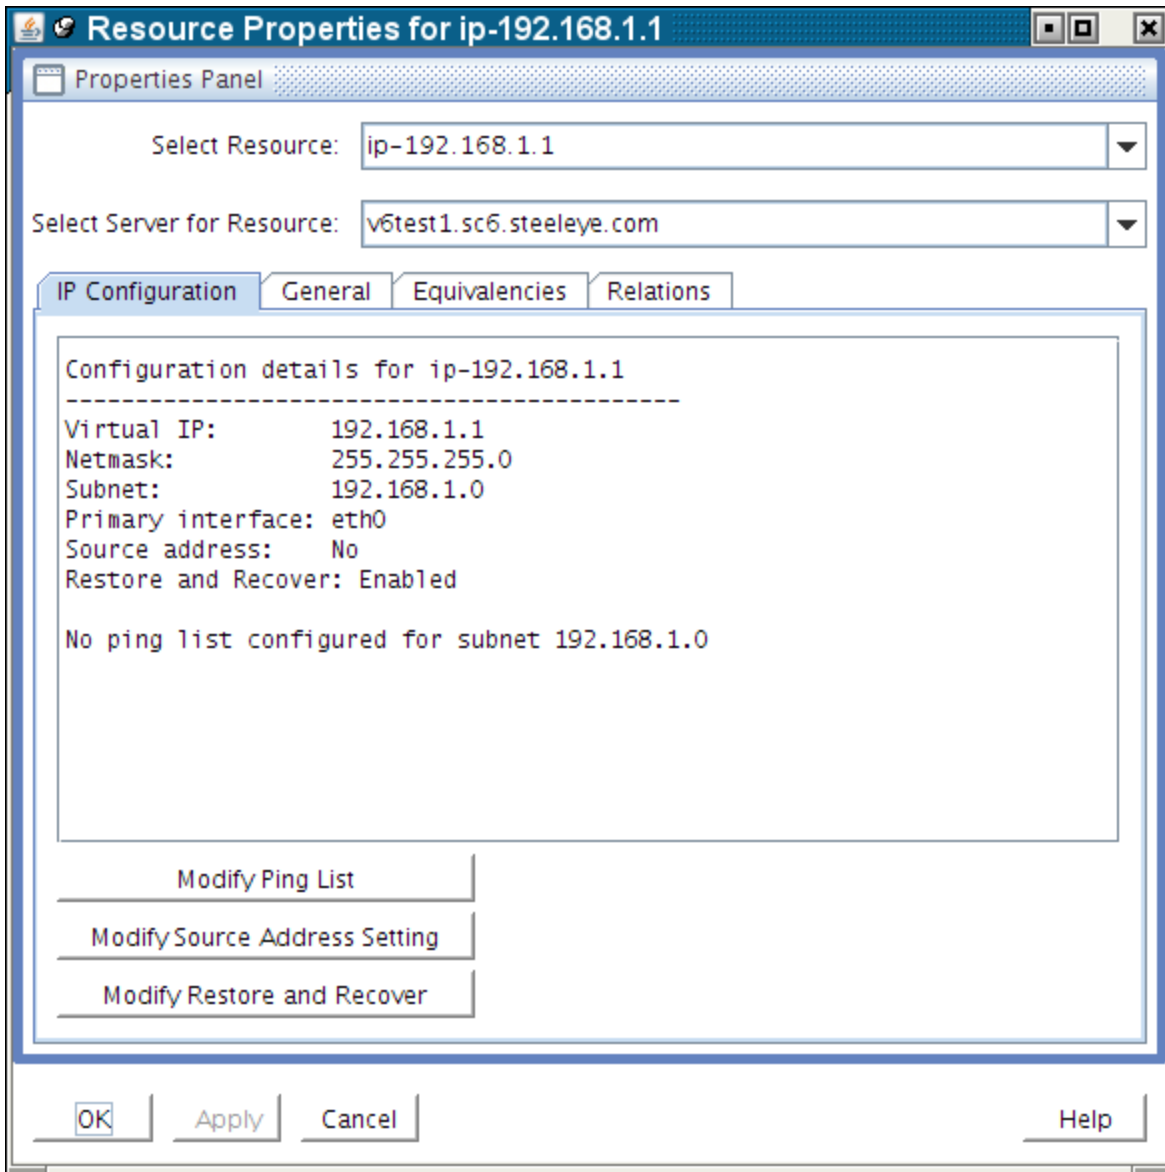 Resource Properties for ip-192.168.1.1
Properties Panel
Select Resource: ip-192.168.1.1
Select Server for Resource: v6test1.sc6.steeleye.com
IP Configuration General Equivalencies Relations
Configuration details for ip-192.168.1.1
--------------------------------------------
Virtual IP: 192.168.1.1
Netmask: 255.255.255.0
Subnet: 192.168.1.0
Primary interface: eth0
Source address: No
Restore and Recover: Enabled
No ping list configured for subnet 192.168.1.0
Modify Ping List
Modify Source Address Setting
Modify Restore and Recover
OK Apply Cancel Help